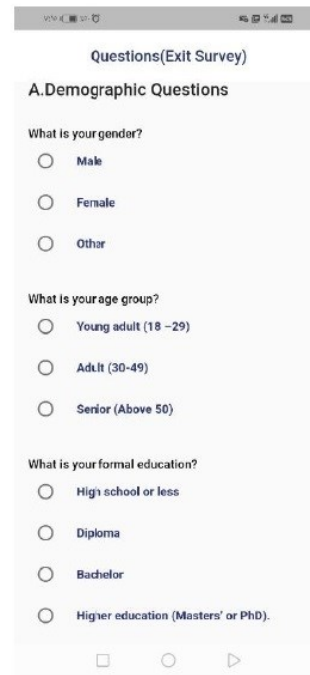 Questions(Exit Survey)
A.Demographic Questions
What is your gender?
Male
Female
Other
What is your age group?
Young adult (18 –29)
Adult (30-49)
Senior (Above 50)
What is your formal education?
High school or less
Diploma
Bachelor
Higher education (Masters' or PhD).